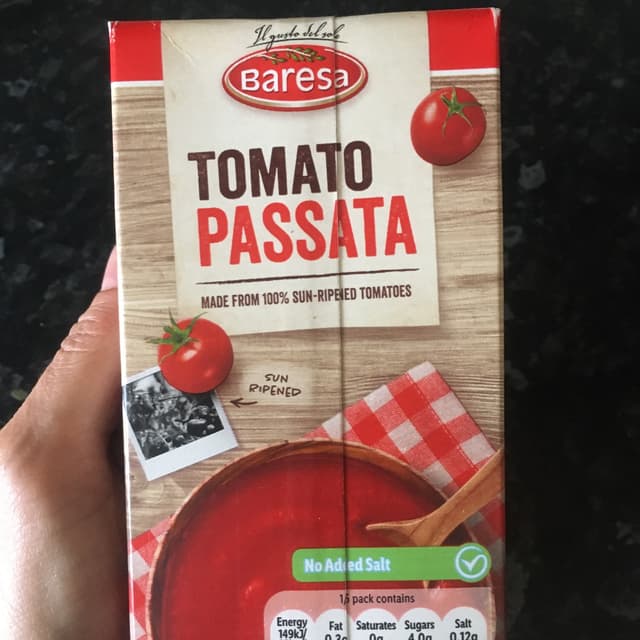 Il gusto del sole
Baresa
TOMATO
PASSATA
MADE FROM 100% SUN-RIPENED TOMATOES
SUN
RIPENED
No Added Salt
pack contains
Energy Fat Saturates Sugars Salt
149kJ/ 0g 4.0g 0.12g